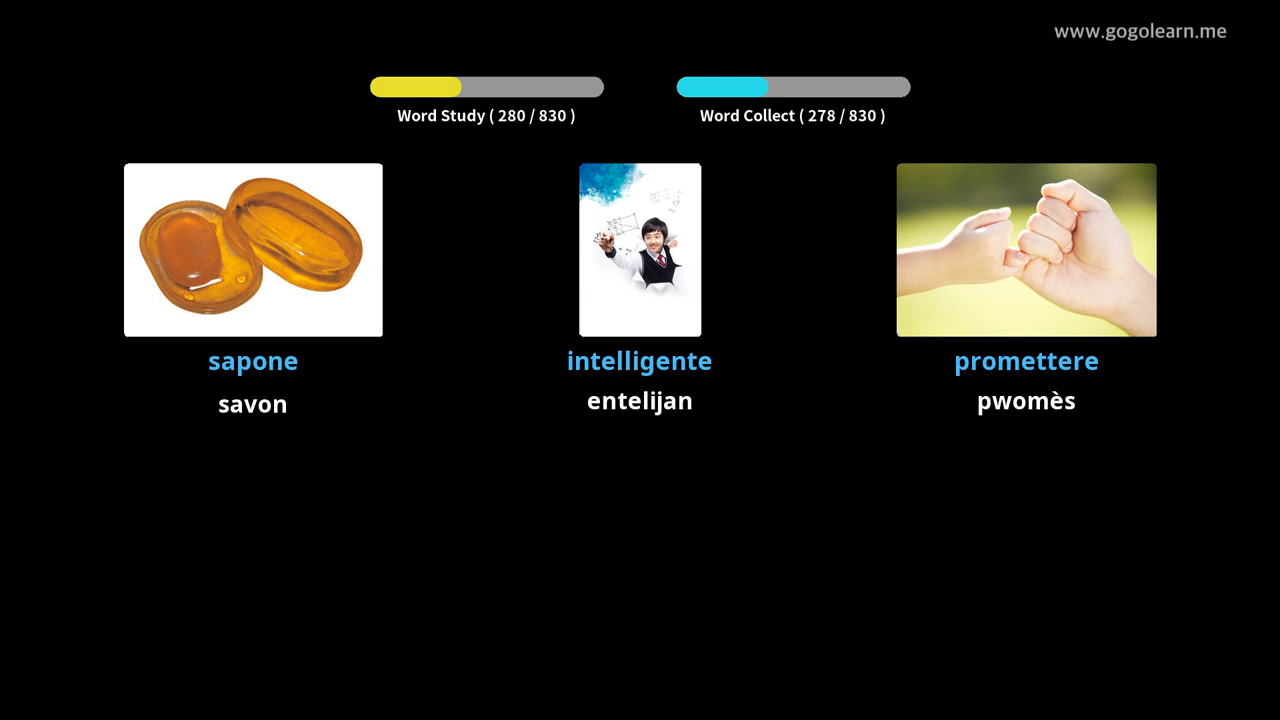 www.gogolearn.me
Word Study ( 280 / 830 )
Word Collect ( 278 / 830 )
sapone
intelligente
promettere
savon
entelijan
pwomès